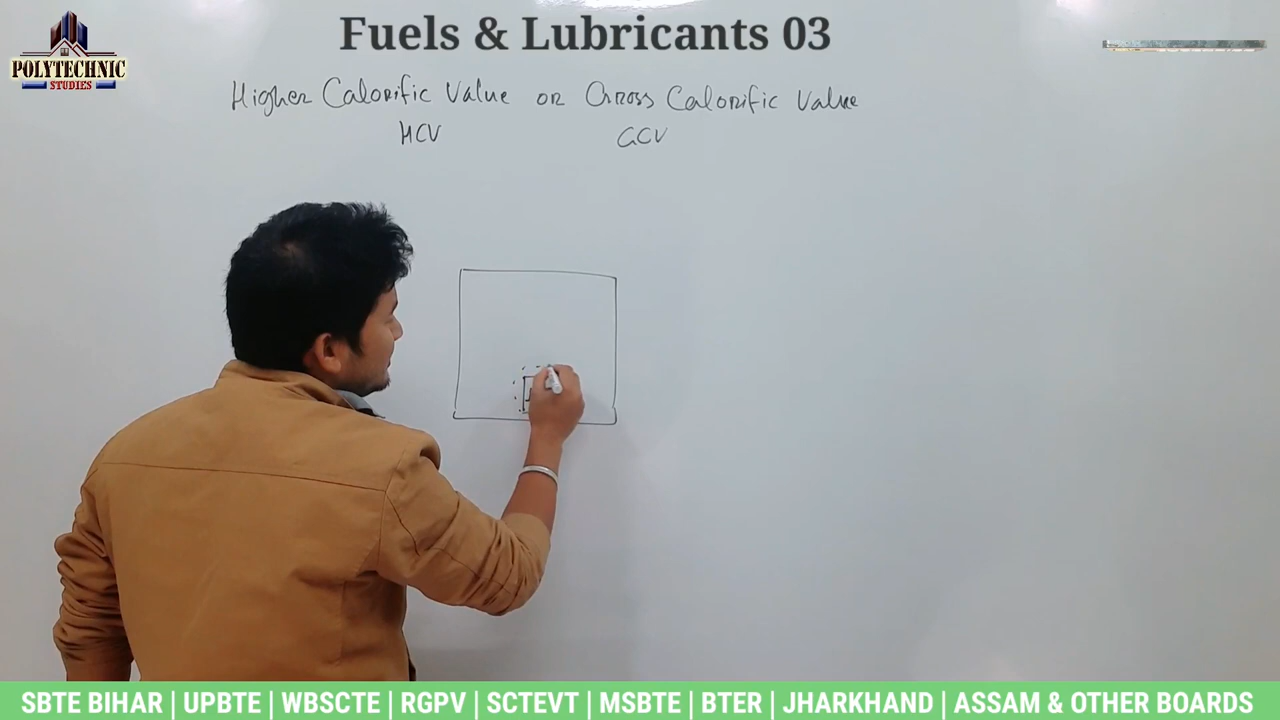 Fuels & Lubricants 03
POLYTECHNIC
STUDIES
Higher Calorific Value or Gross Calorific Value
HCV GCV
SBTE BIHAR | UPBTE | WBSCTE | RGPV | SCTEVT | MSBTE | BTER | JHARKHAND | ASSAM & OTHER BOARDS